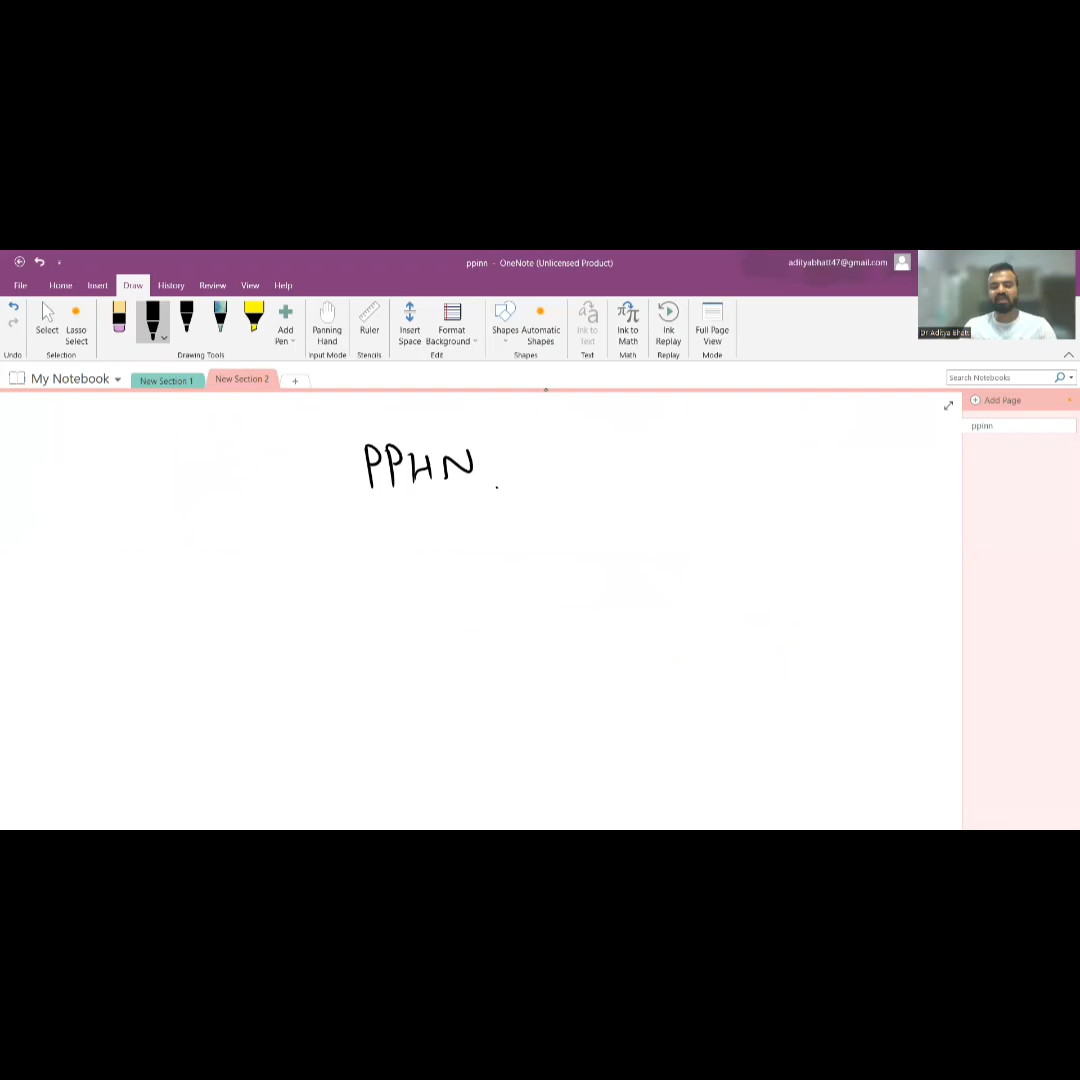 ppinn - OneNote (Unlicensed Product)
adityabhatt47@gmail.com
File Home Insert Draw History Review View Help
Undo
Select
Lasso Select
Selection
Drawing Tools
Add Pen
Panning Hand
Input Mode
Ruler
Stencils
Insert Space
Format Background
Edit
Shapes
Automatic Shapes
Shapes
Ink to Text
Text
Ink to Math
Math
Ink Replay
Replay
Full Page View
Mode
Dr Aditya Bhatt
My Notebook
New Section 1
New Section 2
+
Search Notebooks
Add Page
ppinn
PPHN .